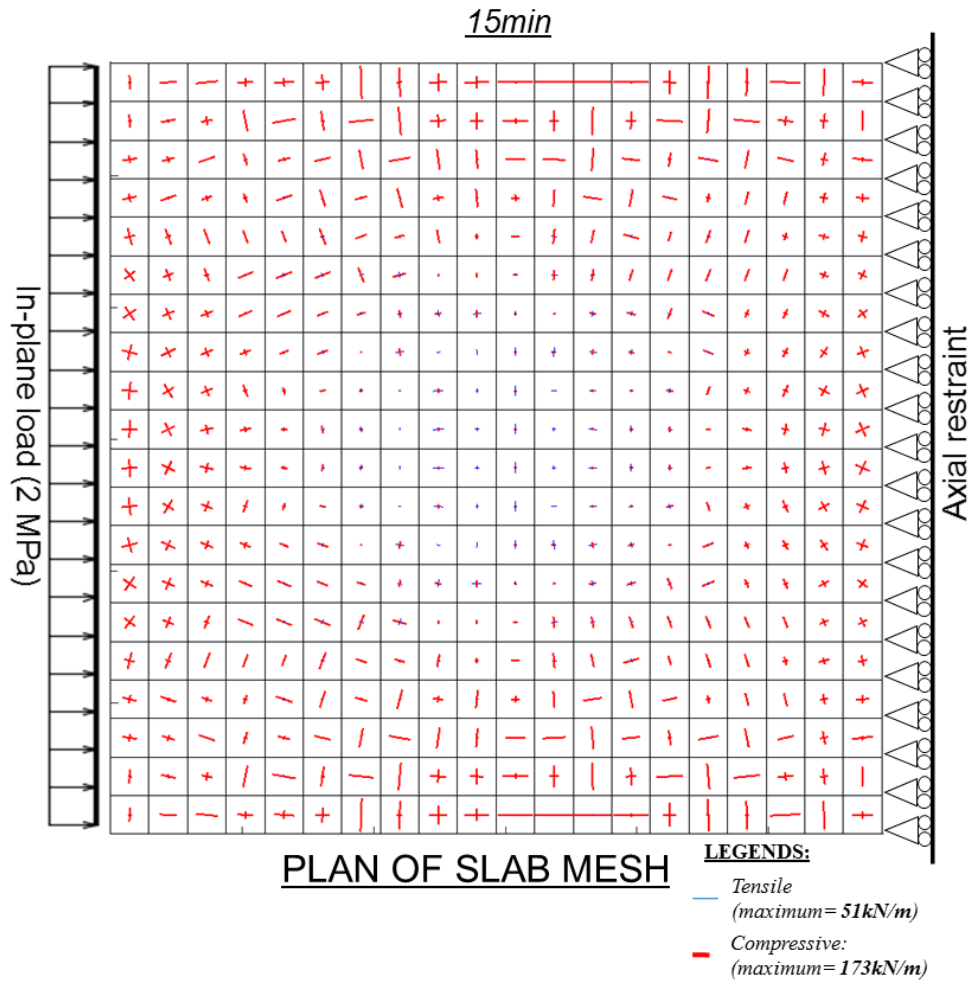 15min
In-plane load (2 MPa)
Axial restraint
PLAN OF SLAB MESH
LEGENDS:
Tensile
(maximum= 51kN/m)
Compressive:
(maximum= 173kN/m)